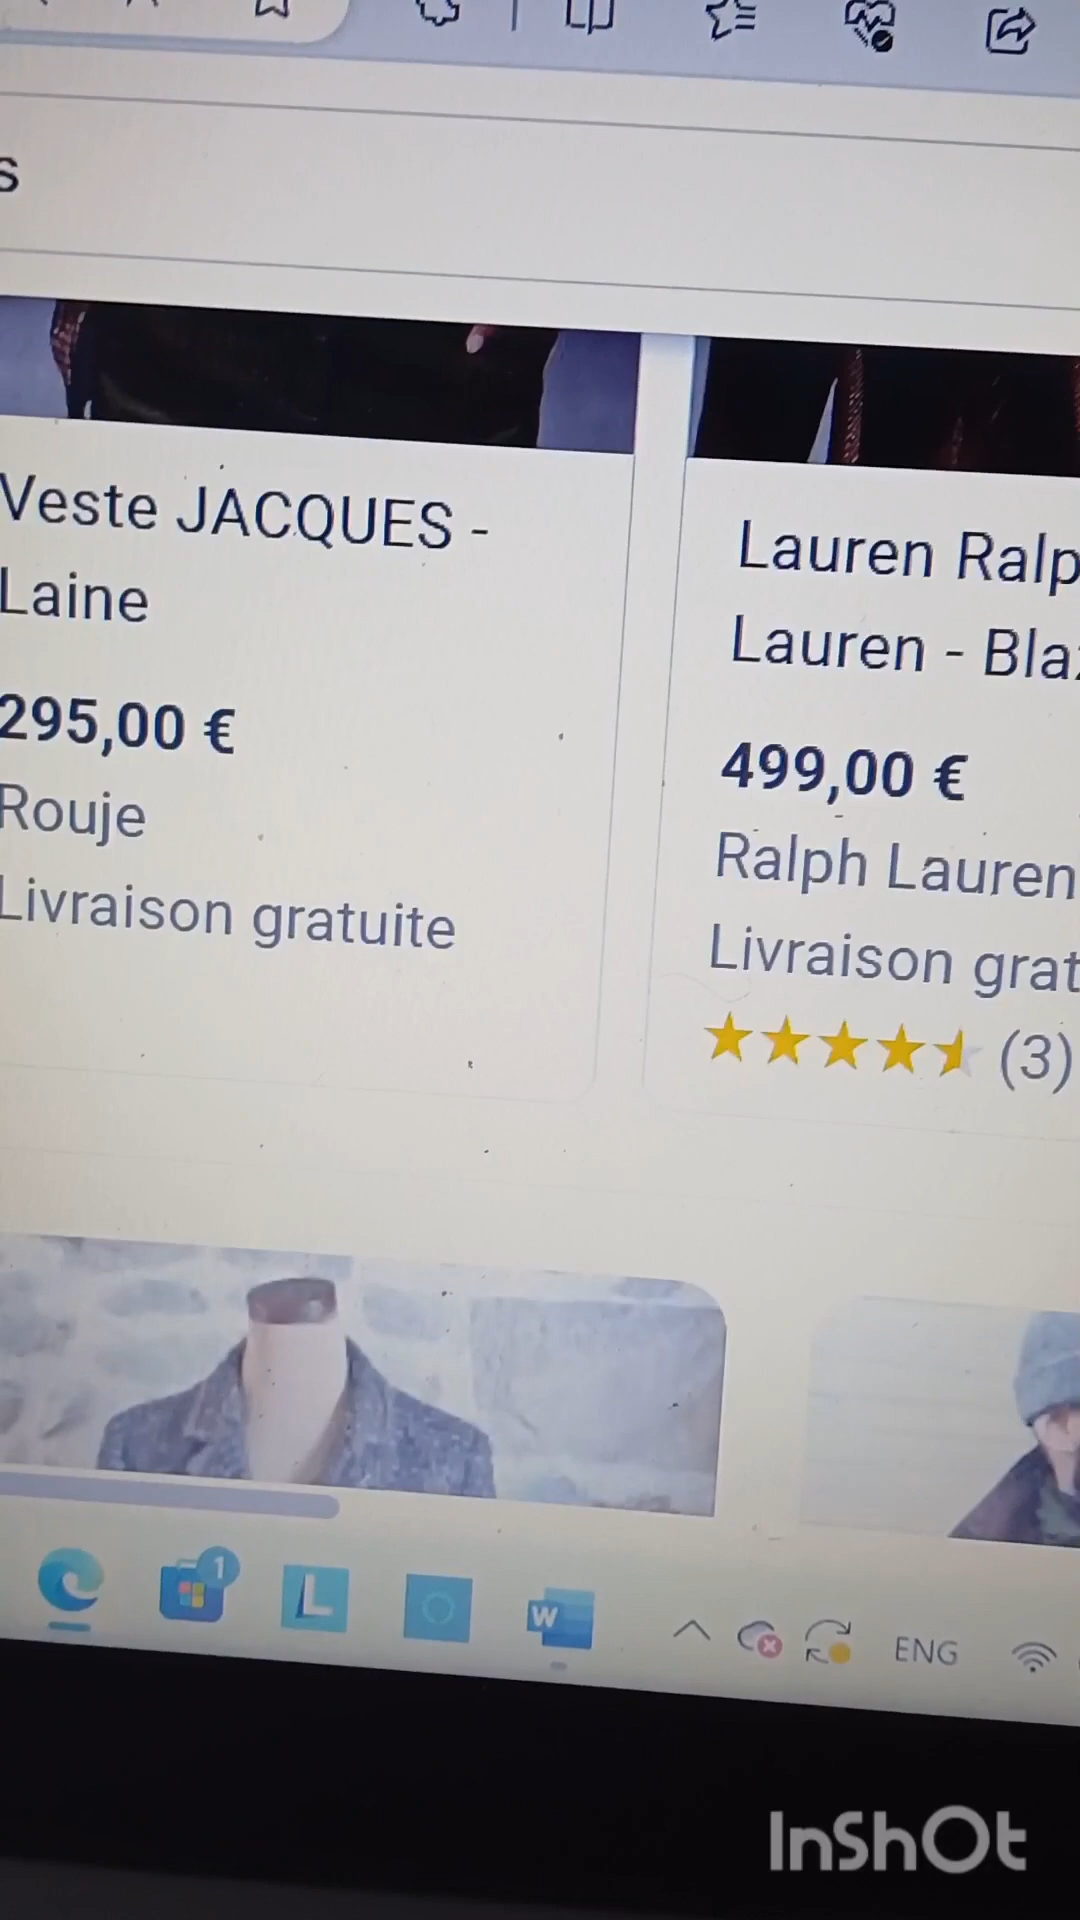 s
Veste JACQUES -
Laine
295,00 €
Rouje
Livraison gratuite
Lauren Ralp
Lauren - Bla
499,00 €
Ralph Lauren
Livraison grat
(3)
1
L
W
ENG
InShOt